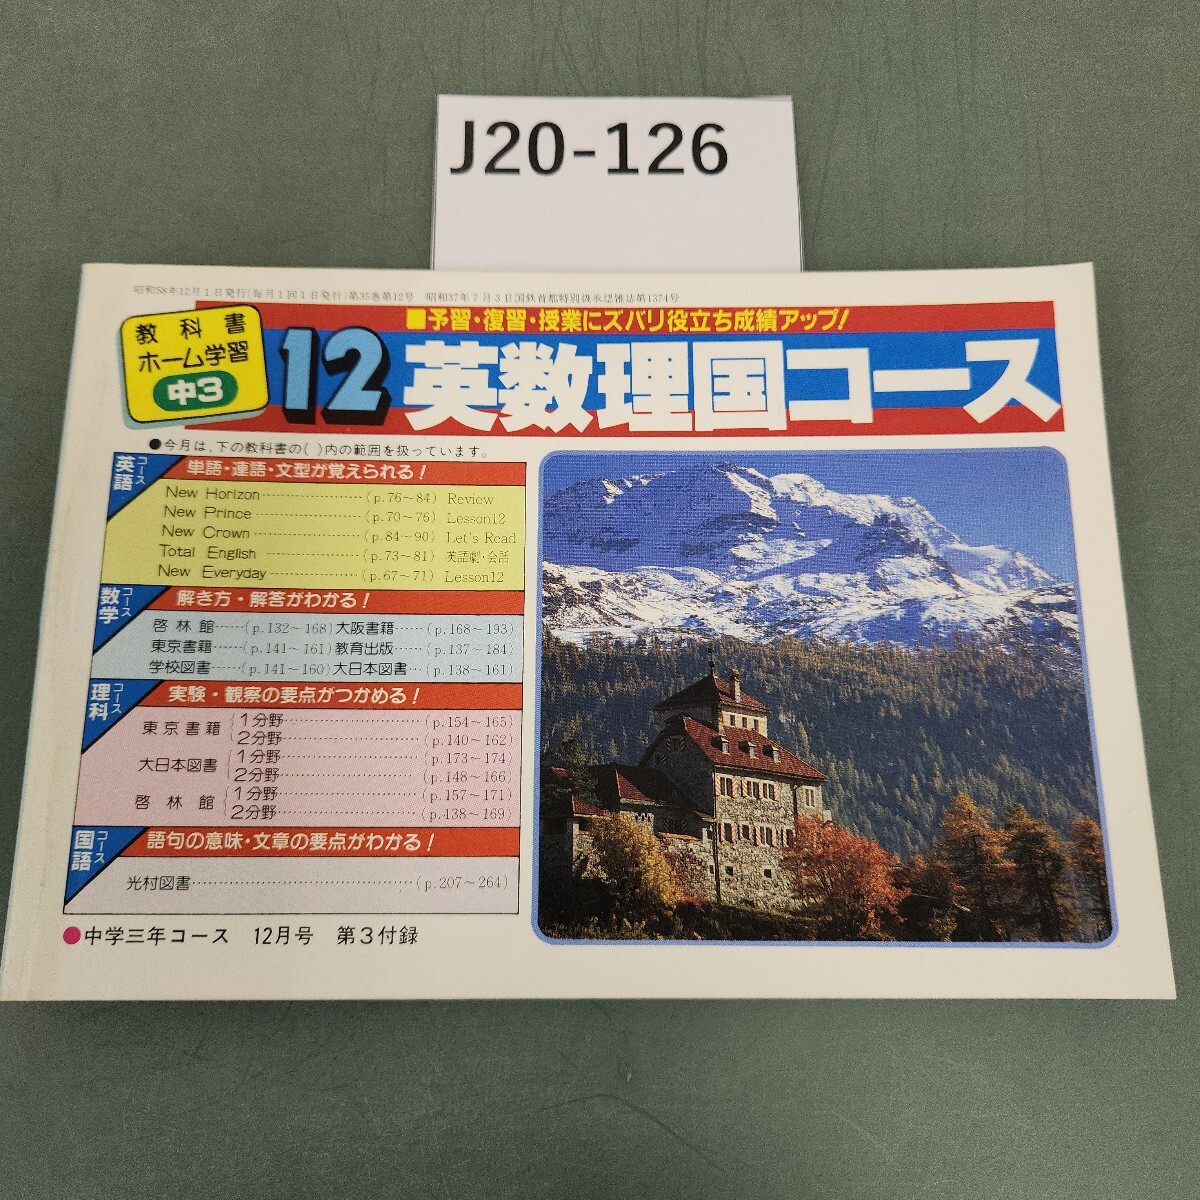 J20-126
昭和58年12月1日発行(毎月1回1日発行)第35巻第12号 昭和37年7月3日国鉄首都特別扱承認雑誌第1374号
■予習・復習・授業にズバリ役立ち成績アップ!
教科書
ホーム学習
中3
12 英数理国コース
●今月は、下の教科書の( )内の範囲を扱っています。
英語コース 単語・連語・文型が覚えられる!
New Horizon……………(p.76~84) Review
New Prince……………(p.70~76) Lesson12
New Crown……………(p.84~90) Let's Read
Total English……………(p.73~81) 英語劇・会話
New Everyday……………(p.67~71) Lesson12
数学コース 解き方・解答がわかる!
啓林館……(p.132~168)大阪書籍……(p.168~193)
東京書籍……(p.141~161)教育出版……(p.137~184)
学校図書……(p.141~160)大日本図書…(p.138~161)
理科コース 実験・観察の要点がつかめる!
東京書籍 1分野……………(p.154~165)
2分野……………(p.140~162)
大日本図書 1分野……………(p.173~174)
2分野……………(p.148~166)
啓林館 1分野……………(p.157~171)
2分野……………(p.138~169)
国語コース 語句の意味・文章の要点がわかる!
光村図書……………(p.207~264)
●中学三年コース 12月号 第3付録